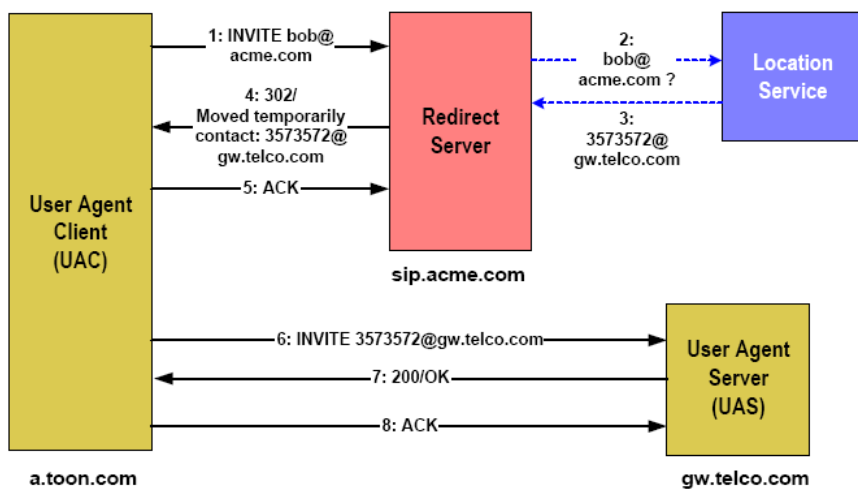 1: INVITE bob@
acme.com
2:
bob@
acme.com ?
Location
Service
4: 302/
Moved temporarily
contact: 3573572@
gw.telco.com
Redirect
Server
3:
3573572@
gw.telco.com
5: ACK
User Agent
Client
(UAC)
sip.acme.com
6: INVITE 3573572@gw.telco.com
7: 200/OK
8: ACK
User Agent
Server
(UAS)
a.toon.com
gw.telco.com